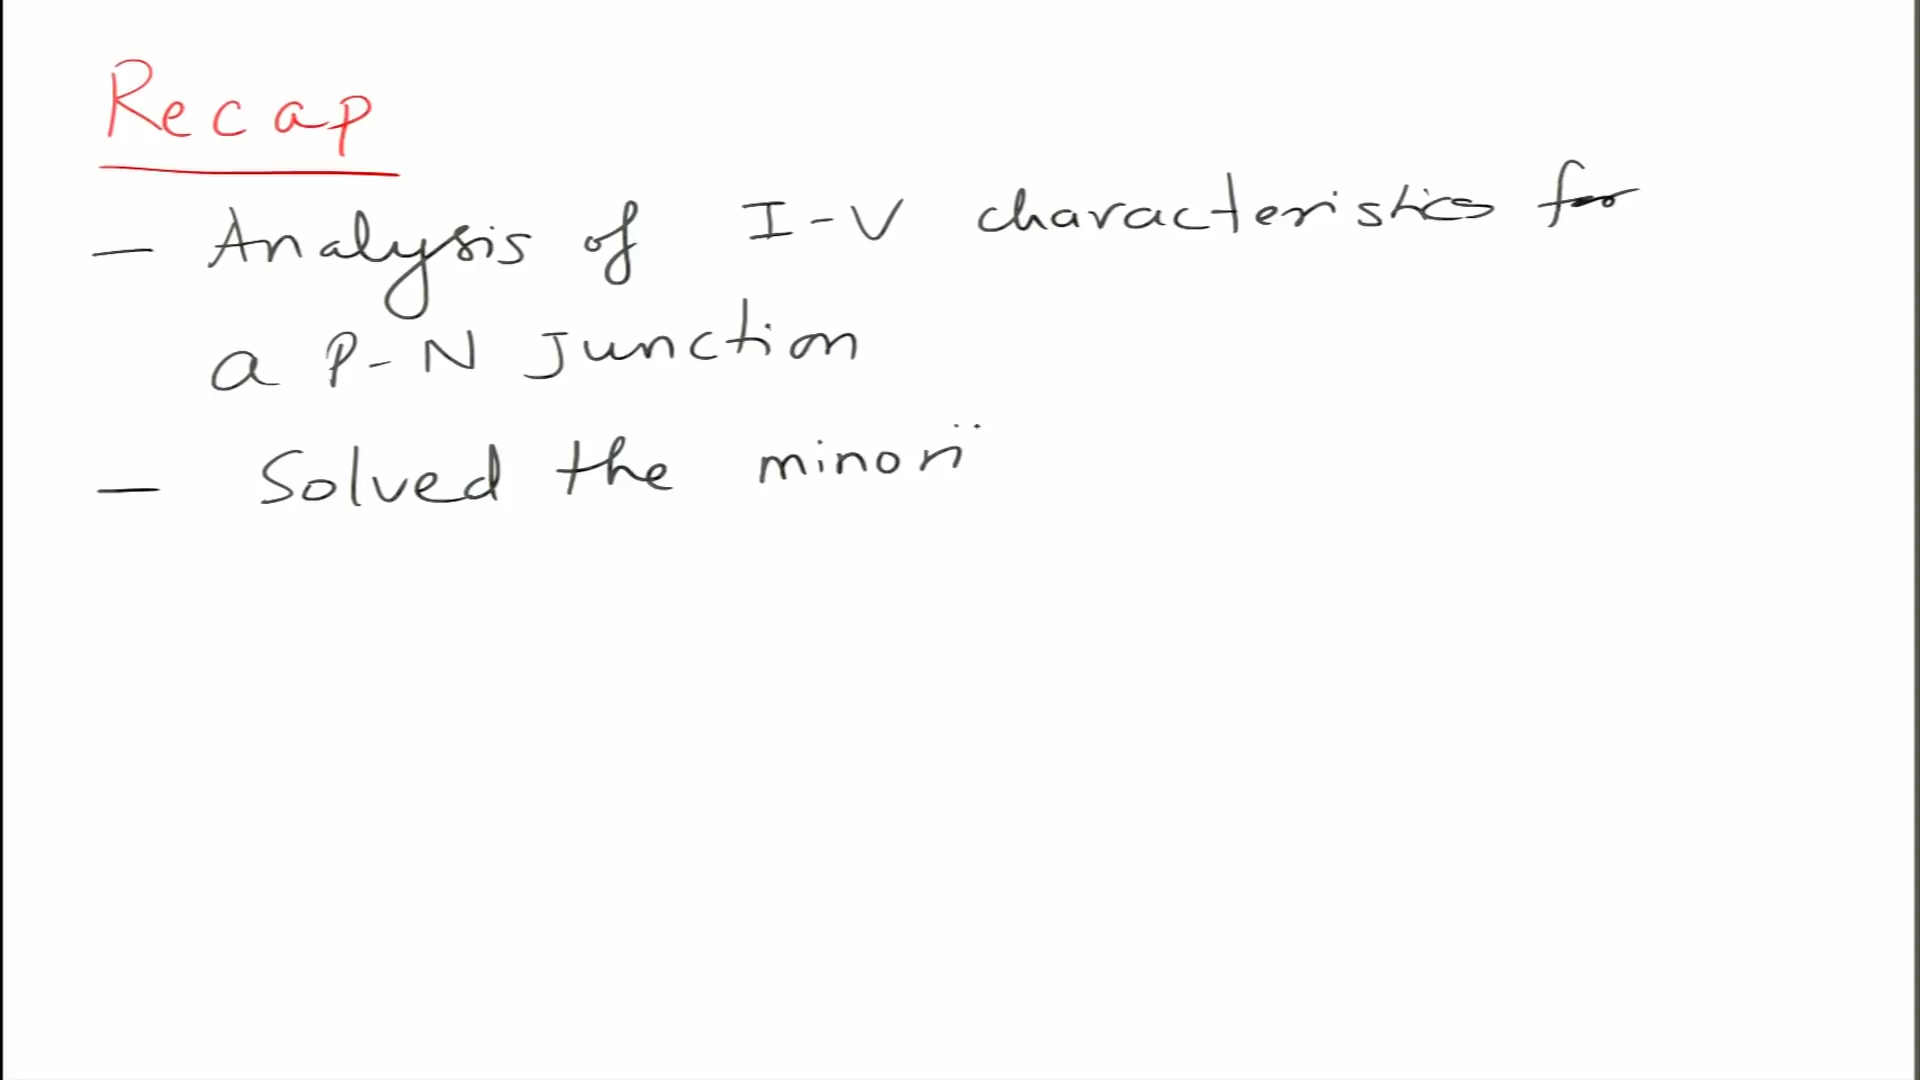 Recap
- Analysis of I-V characteristics for
a P-N Junction
- Solved the minori